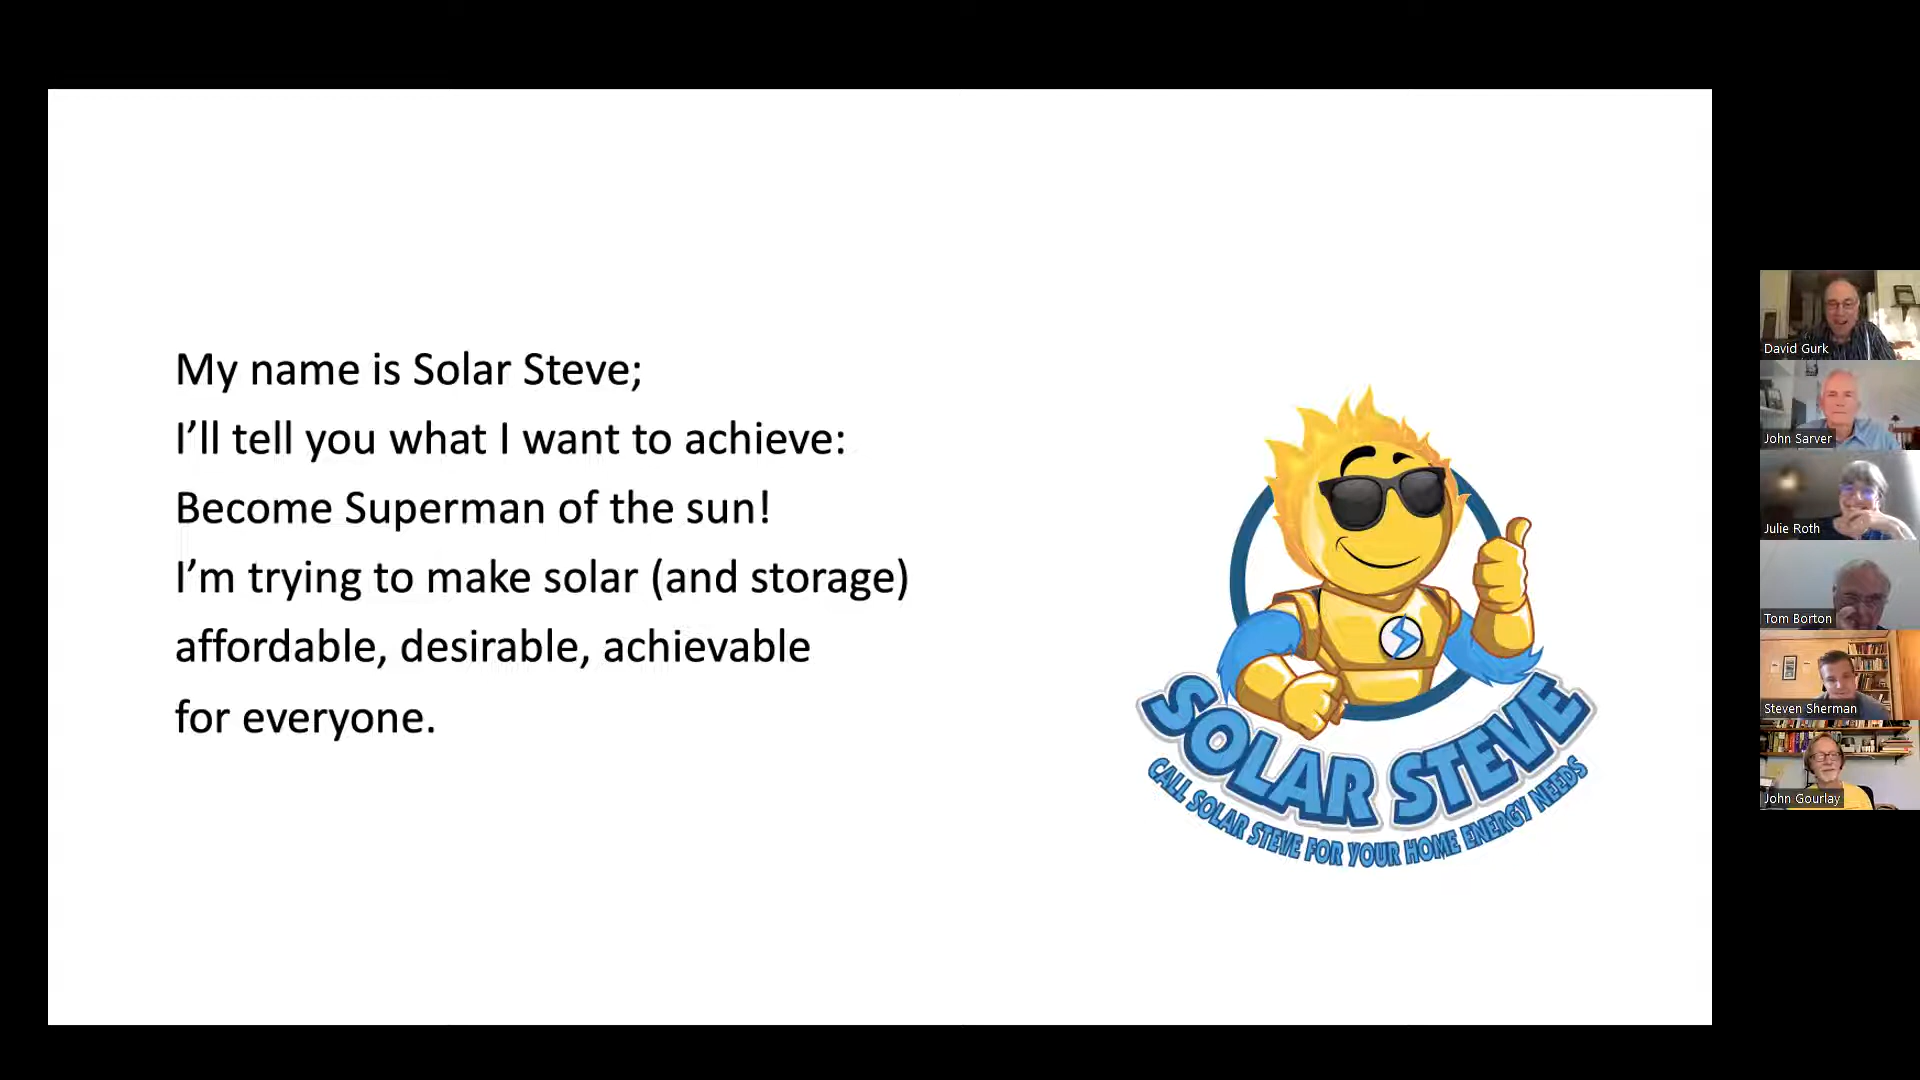 My name is Solar Steve;
I’ll tell you what I want to achieve:
Become Superman of the sun!
I’m trying to make solar (and storage)
affordable, desirable, achievable
for everyone.
SOLAR STEVE
CALL SOLAR STEVE FOR YOUR HOME ENERGY NEEDS
David Gurk
John Sarver
Julie Roth
Tom Borton
Steven Sherman
John Gourlay